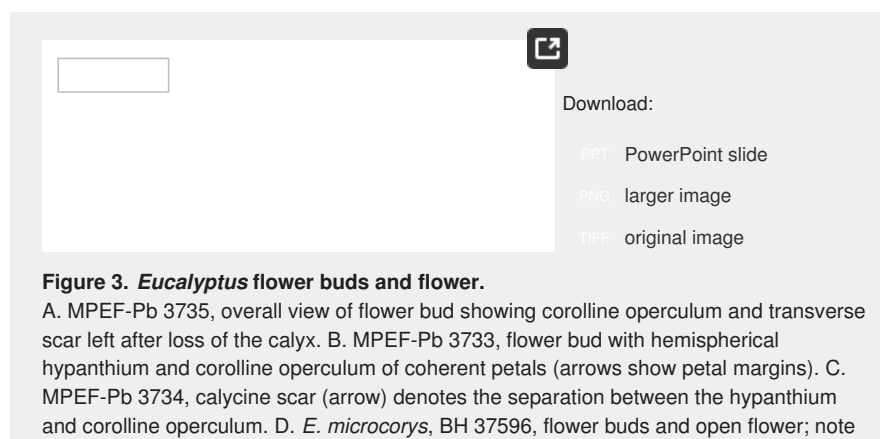 Download:
PPT PowerPoint slide
PNG larger image
TIFF original image
Figure 3. Eucalyptus flower buds and flower.
A. MPEF-Pb 3735, overall view of flower bud showing corolline operculum and transverse
scar left after loss of the calyx. B. MPEF-Pb 3733, flower bud with hemispherical
hypanthium and corolline operculum of coherent petals (arrows show petal margins). C.
MPEF-Pb 3734, calycine scar (arrow) denotes the separation between the hypanthium
and corolline operculum. D. E. microcorys, BH 37596, flower buds and open flower; note